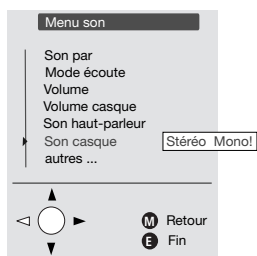 Menu son
Son par
Mode écoute
Volume
Volume casque
Son haut-parleur
Son casque Stéréo Mono!
autres ...
M Retour
E Fin